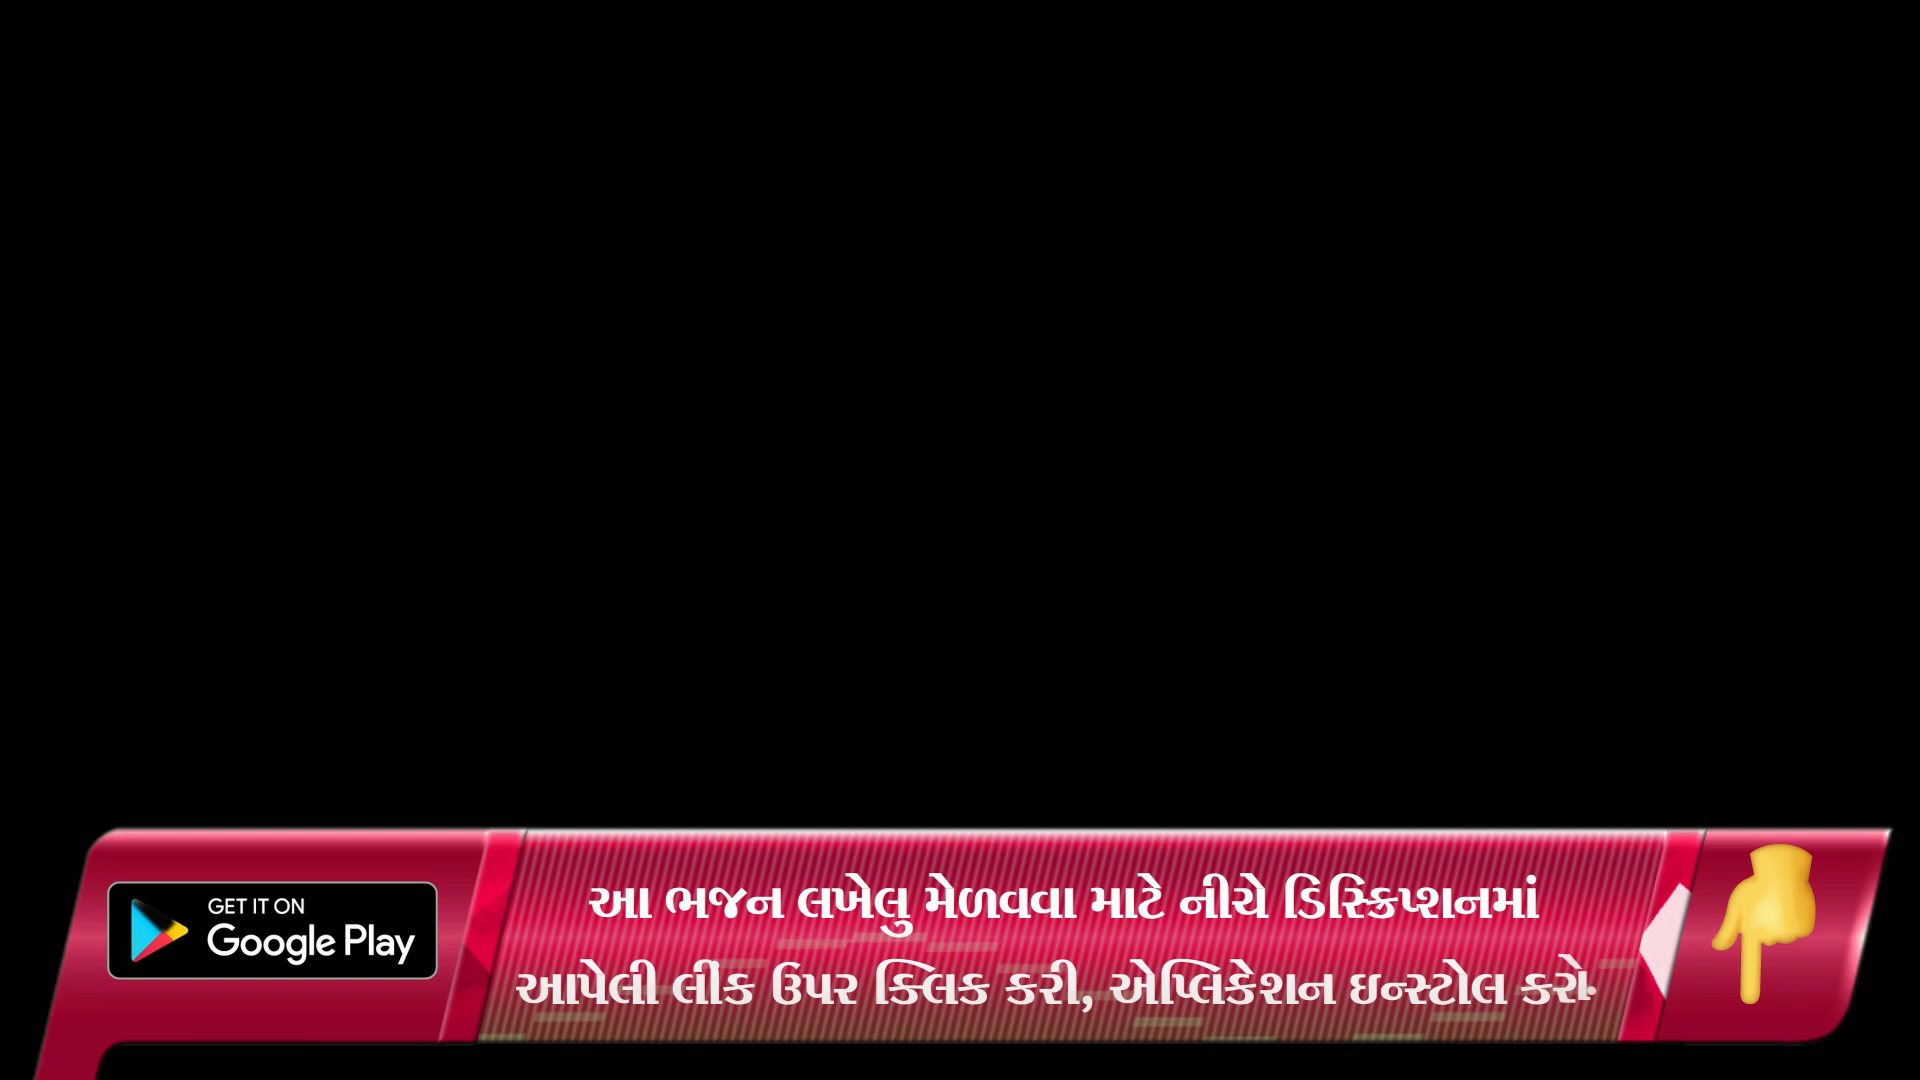 GET IT ON
Google Play
આ ભજન લખેલુ મેળવવા માટે નીચે ડિસ્ક્રિપ્શનમાં
આપેલી લીંક ઉપર ક્લિક કરી, એપ્લિકેશન ઇન્સ્ટોલ કરો.